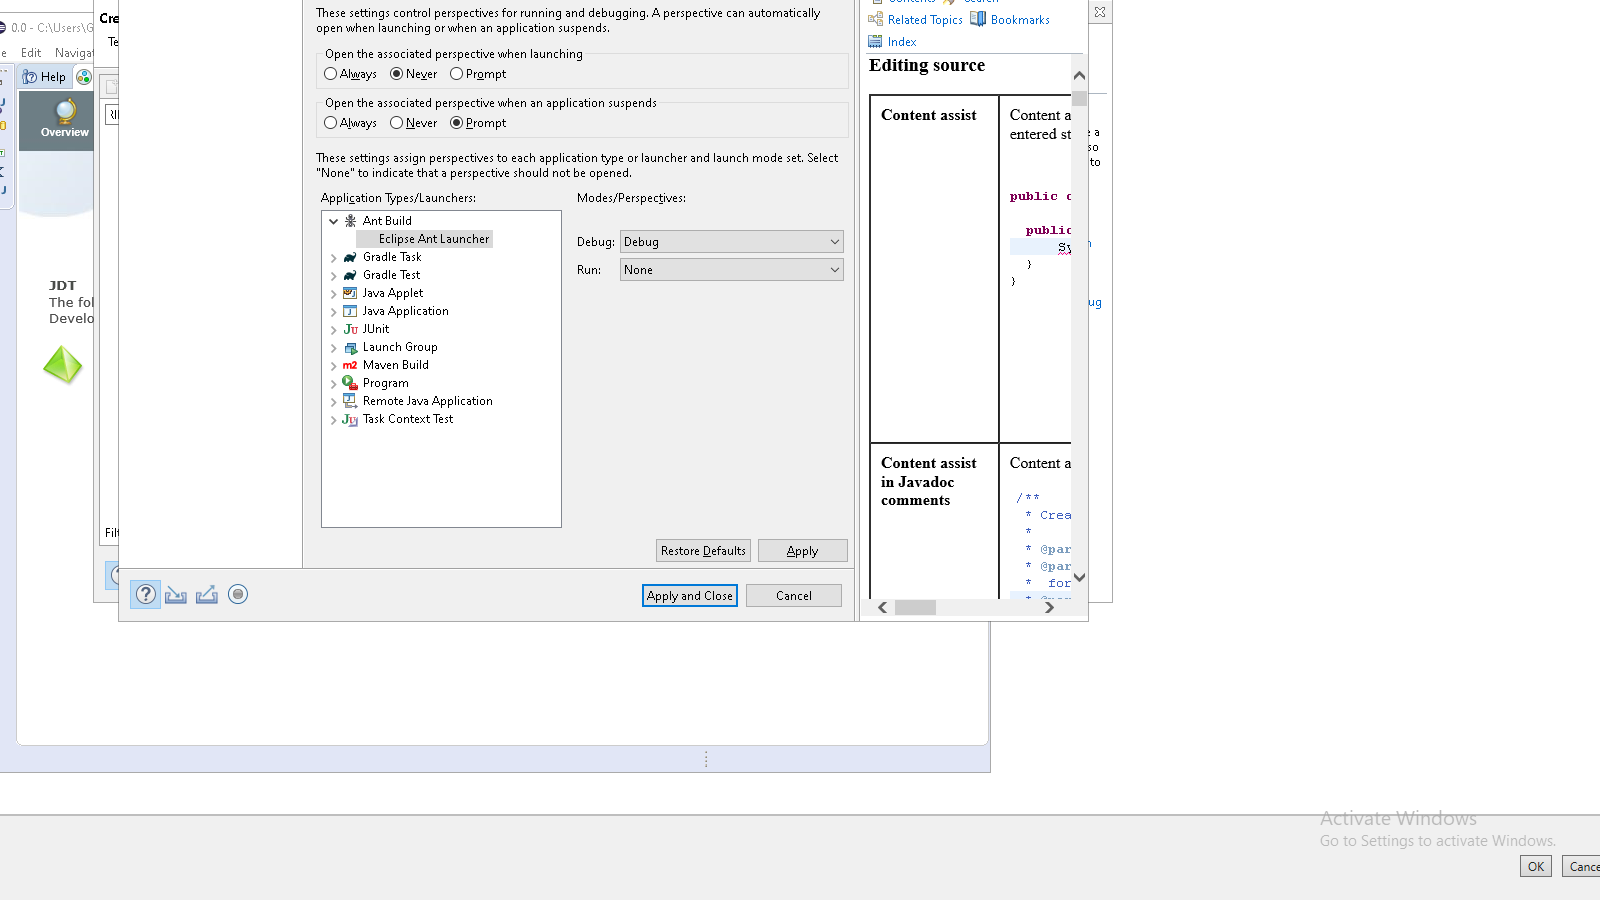 These settings control perspectives for running and debugging. A perspective can automatically
open when launching or when an application suspends.
Open the associated perspective when launching
Always
Never
Prompt
Open the associated perspective when an application suspends
Always
Never
Prompt
These settings assign perspectives to each application type or launcher and launch mode set. Select
"None" to indicate that a perspective should not be opened.
Application Types/Launchers:
Ant Build
Eclipse Ant Launcher
Gradle Task
Gradle Test
Java Applet
Java Application
JUnit
Launch Group
Maven Build
Program
Remote Java Application
Task Context Test
Modes/Perspectives:
Debug: Debug
Run: None
Restore Defaults
Apply
Apply and Close
Cancel
Related Topics
Bookmarks
Index
Editing source
Content assist
Content a
entered st
public c
public
Sy
}
}
Content assist
in Javadoc
comments
Content a
/**
* Crea
*
* @par
* @par
* for
0.0 - C:\Users\G
Edit
Navigat
Help
Overview
JDT
The fol
Develo
Cre
Te
Filt
e a
so
to
ug
Activate Windows
Go to Settings to activate Windows.
OK
Cance